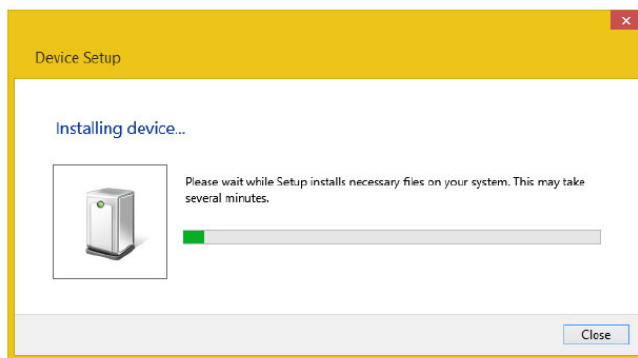 Device Setup
Installing device...
Please wait while Setup installs necessary files on your system. This may take
several minutes.
Close